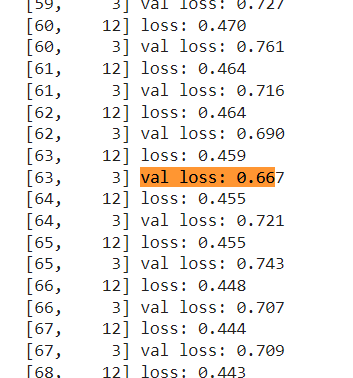 [59,     3] val loss: 0.727
[60,    12] loss: 0.470
[60,     3] val loss: 0.761
[61,    12] loss: 0.464
[61,     3] val loss: 0.716
[62,    12] loss: 0.464
[62,     3] val loss: 0.690
[63,    12] loss: 0.459
[63,     3] val loss: 0.667
[64,    12] loss: 0.455
[64,     3] val loss: 0.721
[65,    12] loss: 0.455
[65,     3] val loss: 0.743
[66,    12] loss: 0.448
[66,     3] val loss: 0.707
[67,    12] loss: 0.444
[67,     3] val loss: 0.709
[68,    12] loss: 0.443